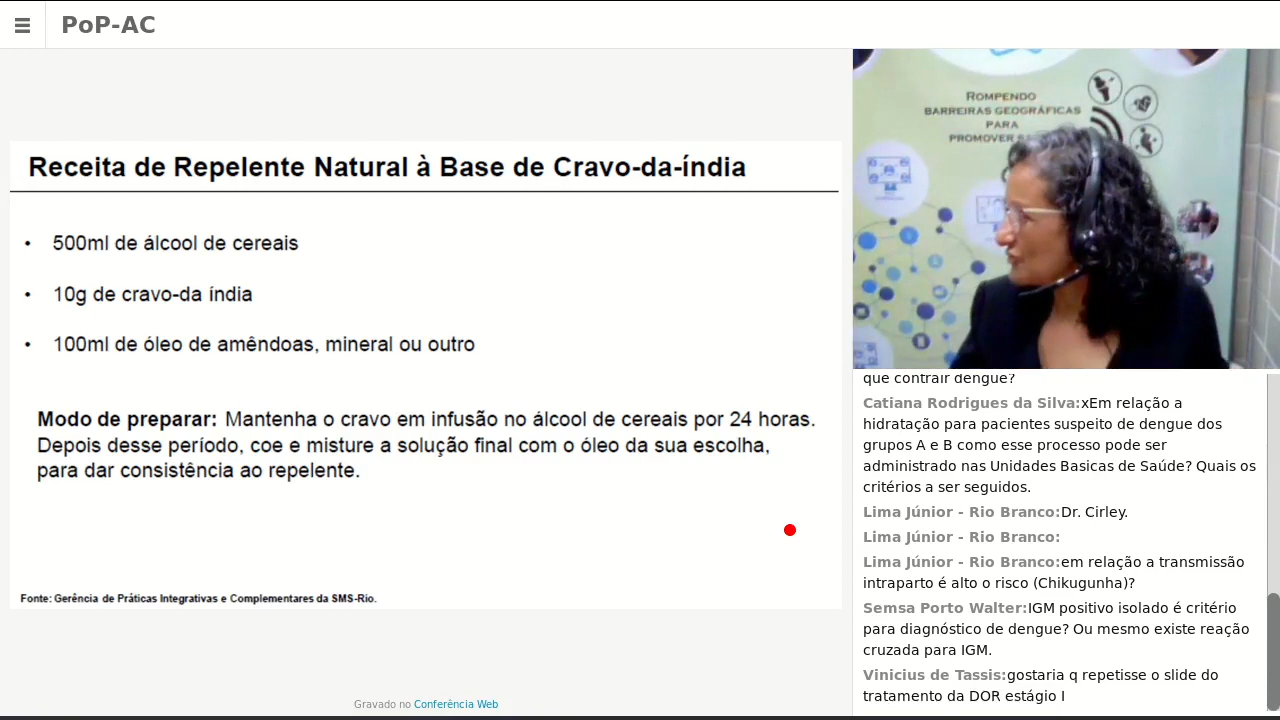 PoP-AC
Receita de Repelente Natural à Base de Cravo-da-índia
• 500ml de álcool de cereais
• 10g de cravo-da índia
• 100ml de óleo de amêndoas, mineral ou outro
Modo de preparar: Mantenha o cravo em infusão no álcool de cereais por 24 horas.
Depois desse período, coe e misture a solução final com o óleo da sua escolha,
para dar consistência ao repelente.
Fonte: Gerência de Práticas Integrativas e Complementares da SMS-Rio.
Gravado no Conferência Web
ROMPENDO
BARREIRAS GEOGRÁFICAS
PARA
PROMOVER
que contrair dengue?
Catiana Rodrigues da Silva:xEm relação a
hidratação para pacientes suspeito de dengue dos
grupos A e B como esse processo pode ser
administrado nas Unidades Basicas de Saúde? Quais os
critérios a ser seguidos.
Lima Júnior - Rio Branco:Dr. Cirley.
Lima Júnior - Rio Branco:
Lima Júnior - Rio Branco:em relação a transmissão
intraparto é alto o risco (Chikugunha)?
Semsa Porto Walter:IGM positivo isolado é critério
para diagnóstico de dengue? Ou mesmo existe reação
cruzada para IGM.
Vinicius de Tassis:gostaria q repetisse o slide do
tratamento da DOR estágio I